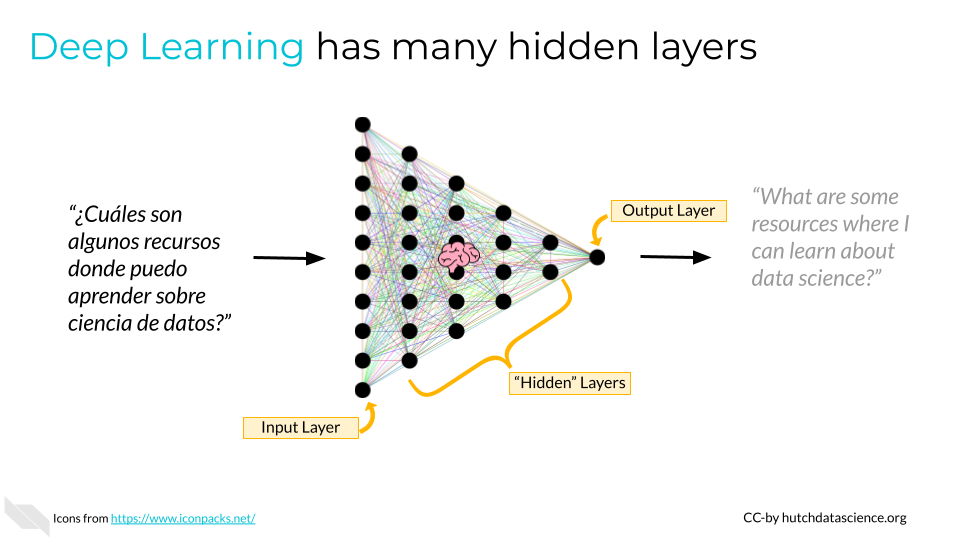 Deep Learning has many hidden layers
“¿Cuáles son
algunos recursos
donde puedo
aprender sobre
ciencia de datos?”
Output Layer
“What are some
resources where I
can learn about
data science?”
“Hidden” Layers
Input Layer
Icons from https://www.iconpacks.net/
CC-by hutchdatascience.org